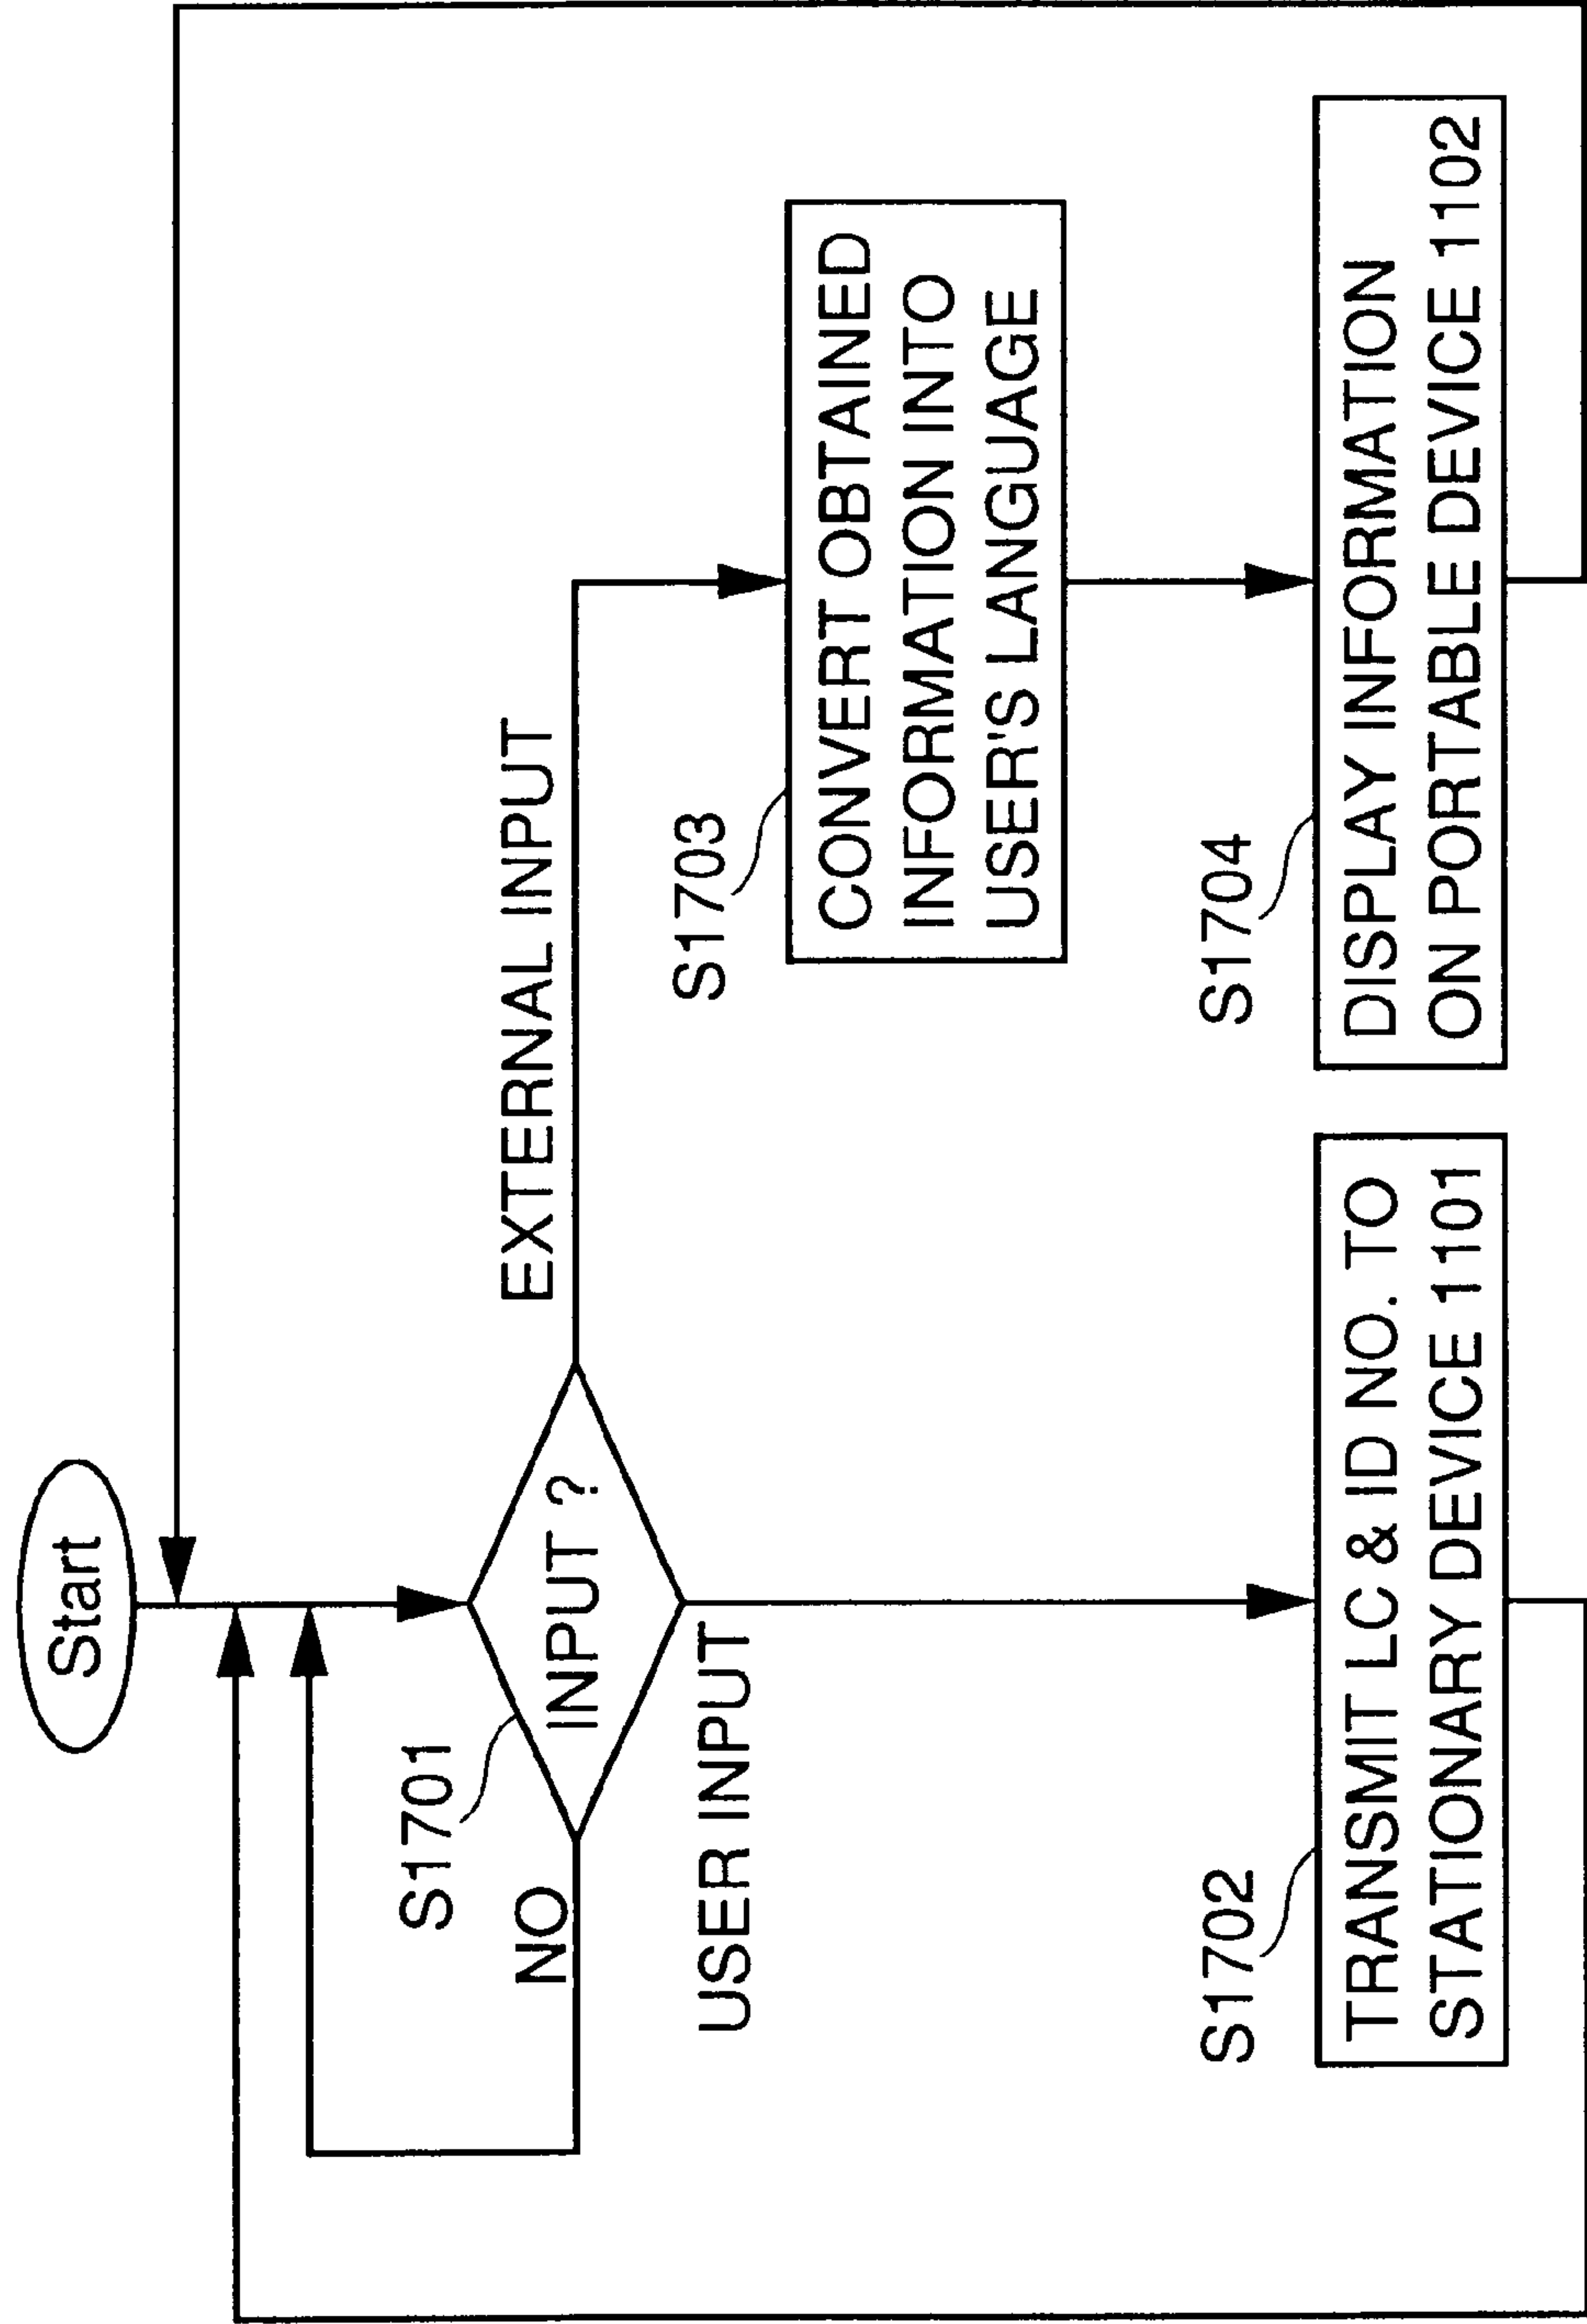 Start
S1701
INPUT ?
NO
EXTERNAL INPUT
USER INPUT
S1703
CONVERT OBTAINED
INFORMATION INTO
USER'S LANGUAGE
S1702
TRANSMIT LC & ID NO. TO
STATIONARY DEVICE 1101
S1704
DISPLAY INFORMATION
ON PORTABLE DEVICE 1102